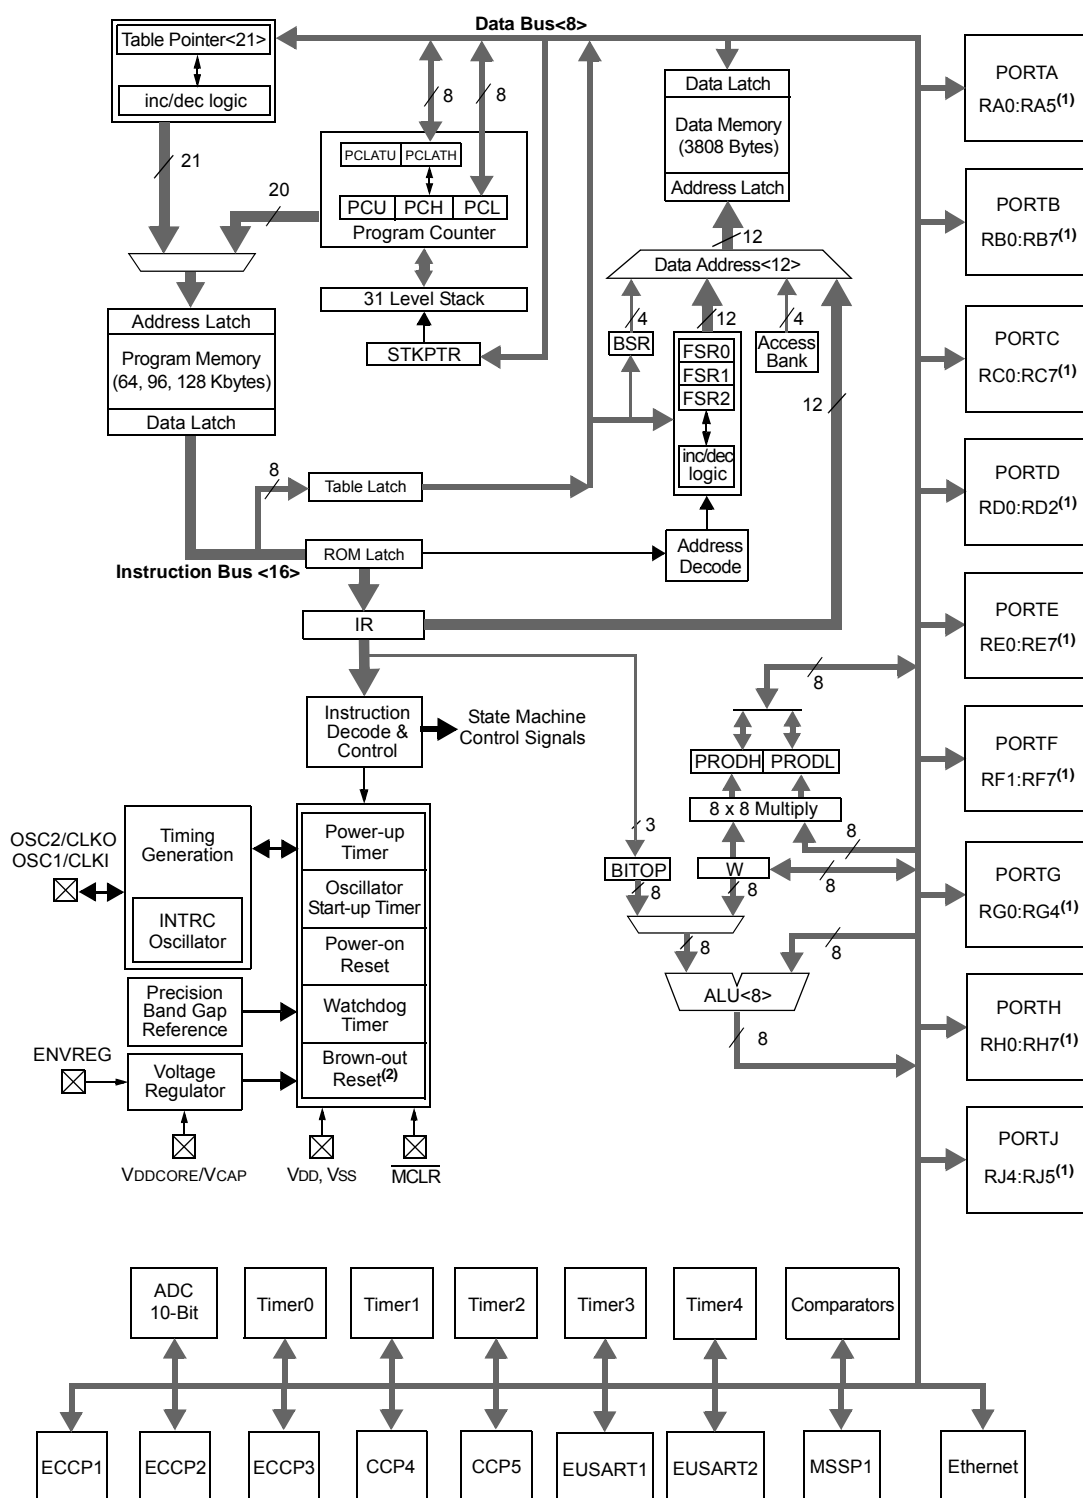 Data Bus<8>
Table Pointer<21>
inc/dec logic
21
8
8
PCLATU PCLATH
PCU PCH PCL
Program Counter
20
31 Level Stack
STKPTR
Data Latch
Data Memory
(3808 Bytes)
Address Latch
12
Data Address<12>
4
12
4
BSR
FSR0
FSR1
FSR2
inc/dec
logic
Access
Bank
12
Address Latch
Program Memory
(64, 96, 128 Kbytes)
Data Latch
8
Table Latch
ROM Latch
Instruction Bus <16>
Address
Decode
IR
Instruction
Decode &
Control
State Machine
Control Signals
8
PRODH PRODL
8 x 8 Multiply
3
8
BITOP
W
8
8
8
8
8
ALU<8>
8
OSC2/CLKO
OSC1/CLKI
Timing
Generation
INTRC
Oscillator
Power-up
Timer
Oscillator
Start-up Timer
Power-on
Reset
Watchdog
Timer
Brown-out
Reset(2)
Precision
Band Gap
Reference
ENVREG
Voltage
Regulator
VDDCORE/VCAP
VDD, VSS
MCLR
PORTA
RA0:RA5(1)
PORTB
RB0:RB7(1)
PORTC
RC0:RC7(1)
PORTD
RD0:RD2(1)
PORTE
RE0:RE7(1)
PORTF
RF1:RF7(1)
PORTG
RG0:RG4(1)
PORTH
RH0:RH7(1)
PORTJ
RJ4:RJ5(1)
ADC
10-Bit
Timer0
Timer1
Timer2
Timer3
Timer4
Comparators
ECCP1
ECCP2
ECCP3
CCP4
CCP5
EUSART1
EUSART2
MSSP1
Ethernet